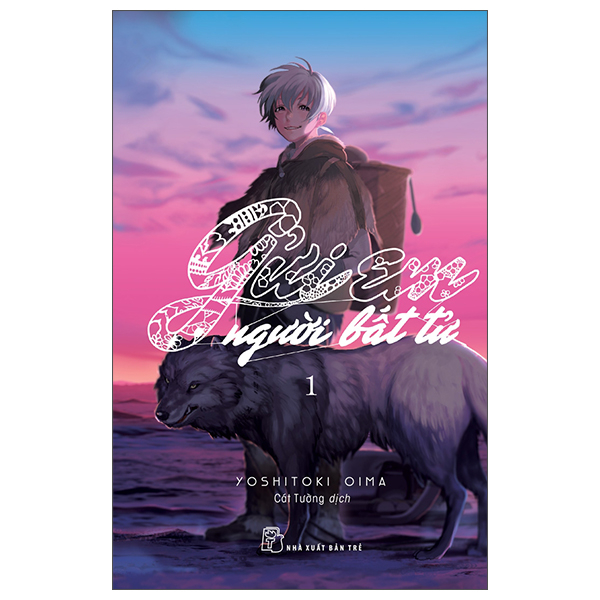 Gửi em
người bất tử
1
YOSHITOKI OIMA
Cát Tường dịch
NHÀ XUẤT BẢN TRẺ